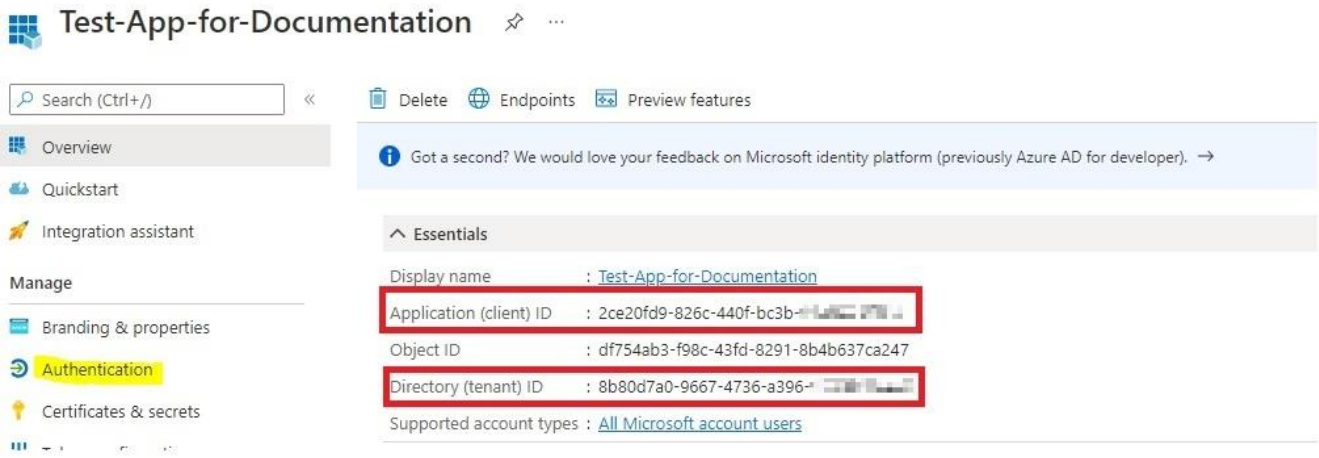 Test-App-for-Documentation
Search (Ctrl+/)
Overview
Quickstart
Integration assistant
Manage
Branding & properties
Authentication
Certificates & secrets
Delete Endpoints Preview features
Got a second? We would love your feedback on Microsoft identity platform (previously Azure AD for developer). →
Essentials
Display name : Test-App-for-Documentation
Application (client) ID : 2ce20fd9-826c-440f-bc3b-
Object ID : df754ab3-f98c-43fd-8291-8b4b637ca247
Directory (tenant) ID : 8b80d7a0-9667-4736-a396-
Supported account types : All Microsoft account users